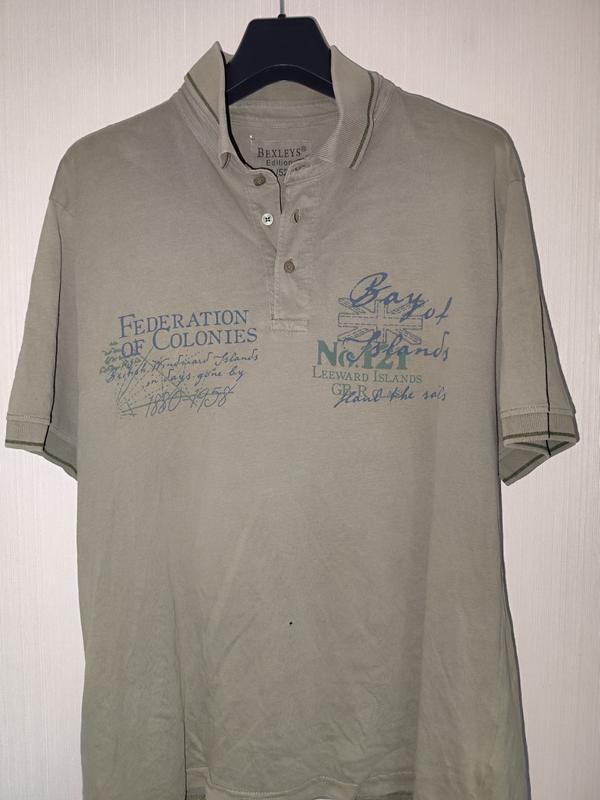 BEXLEYS®
Edition
/52
FEDERATION
OF COLONIES
British Windward Islands
in days gone by
1880-1958
Bay of
Islands
No.121
LEEWARD ISLANDS
GB.R
the sails